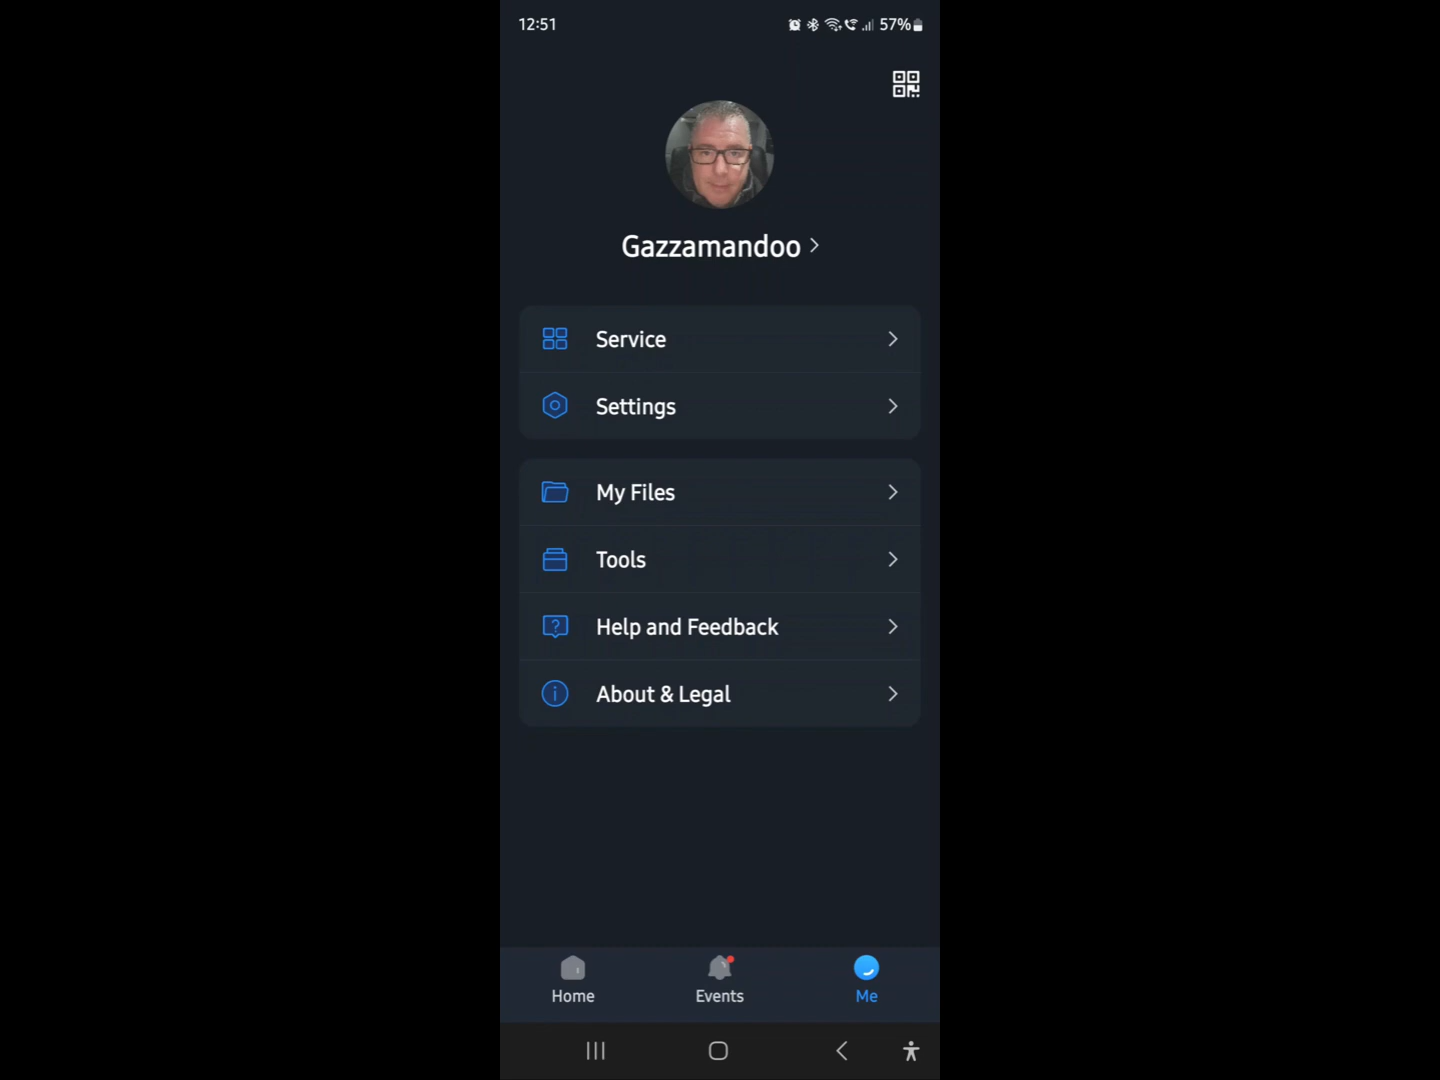 12:51
57%
Gazzamandoo
Service
Settings
My Files
Tools
Help and Feedback
About & Legal
Home
Events
Me